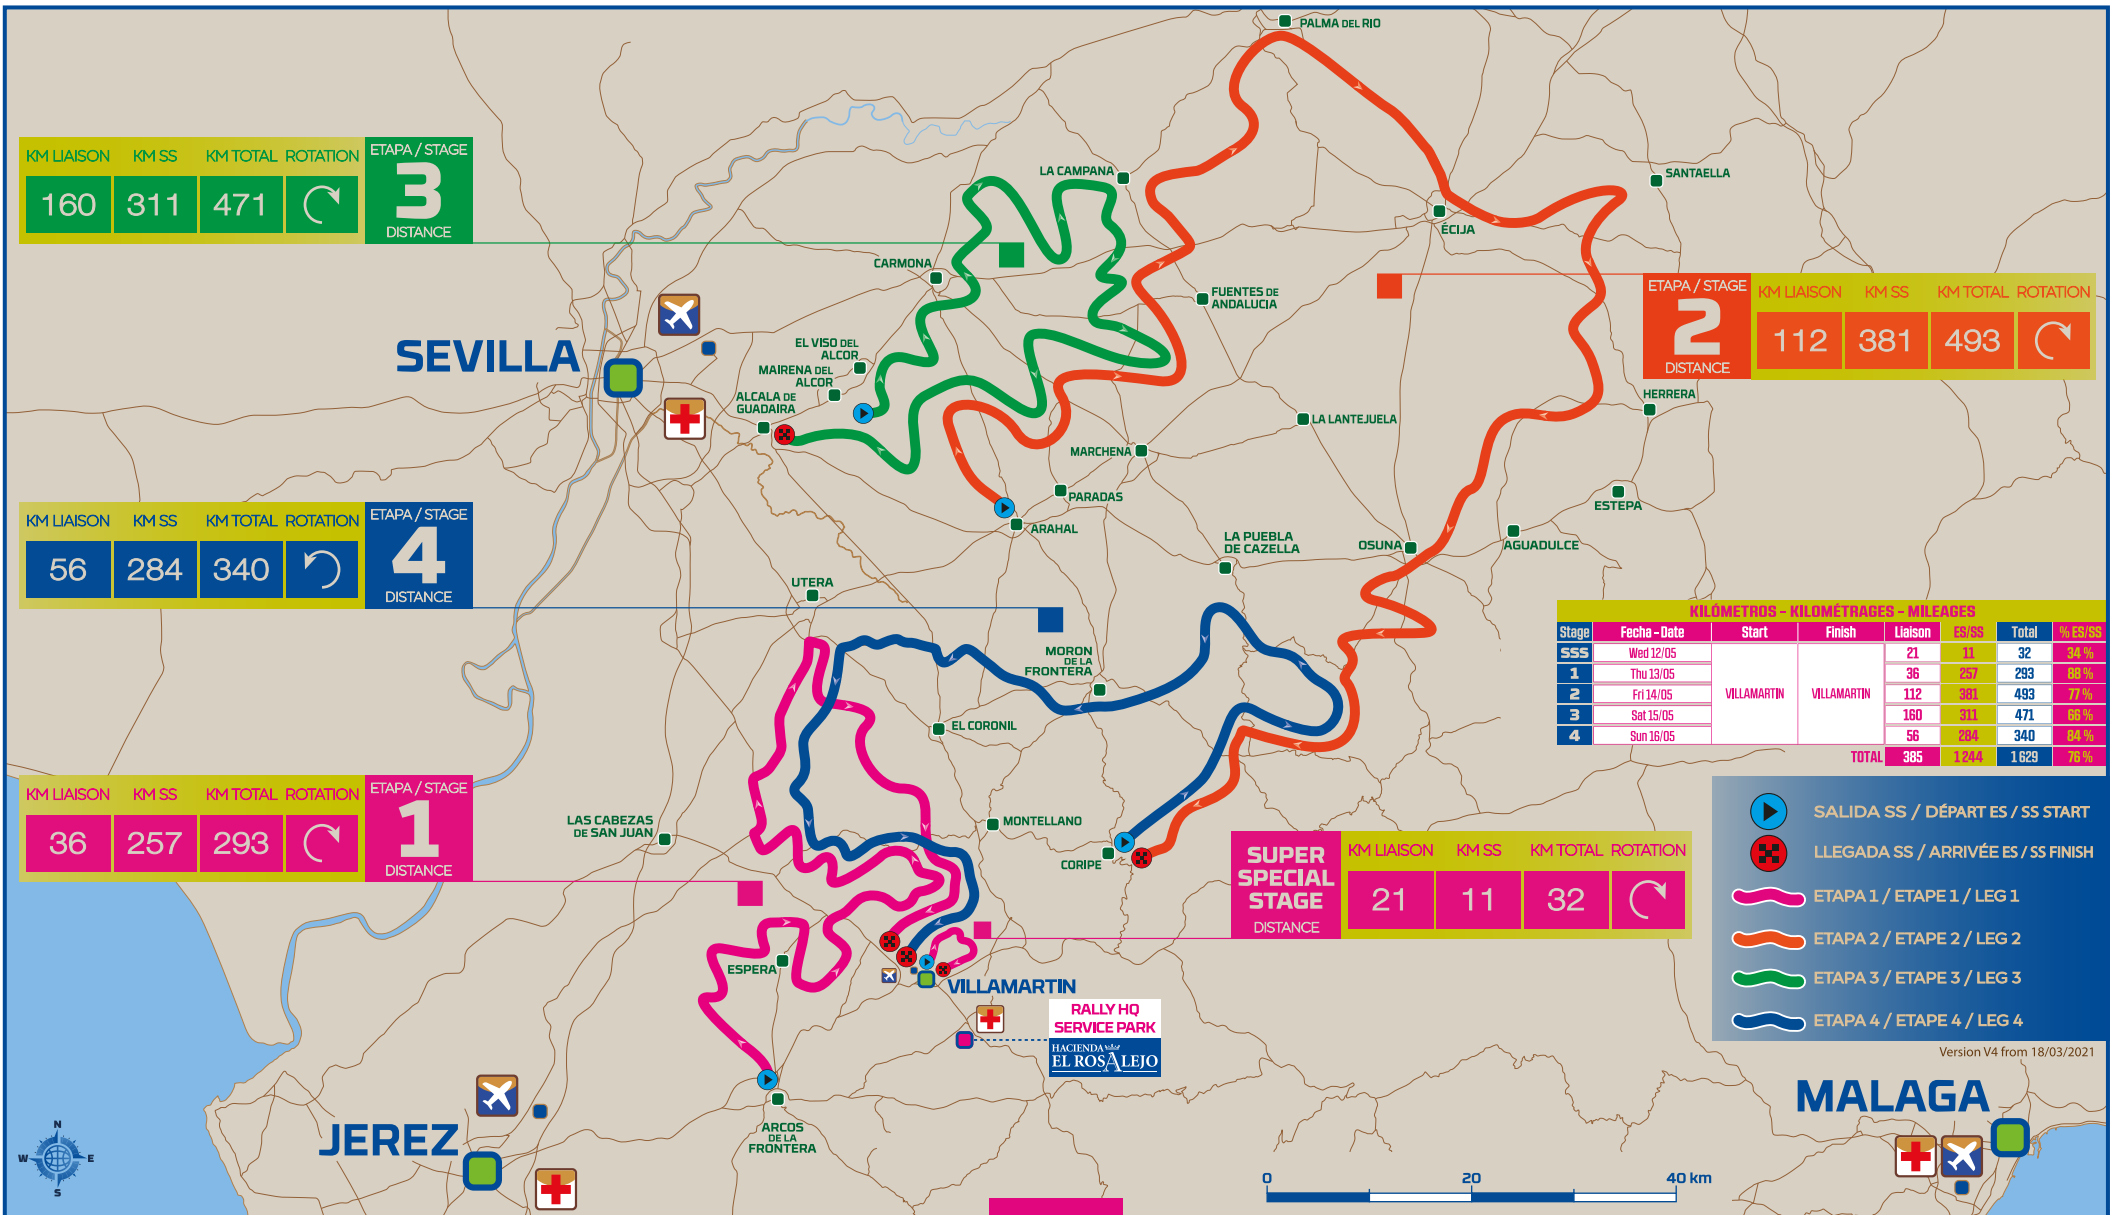 PALMA DEL RIO
KM LIAISON KM SS KM TOTAL ROTATION
160 311 471
ETAPA / STAGE
3
DISTANCE
LA CAMPANA
SANTAELLA
ÉCIJA
CARMONA
FUENTES DE
ANDALUCIA
ETAPA / STAGE
2
DISTANCE
KM LIAISON KM SS KM TOTAL ROTATION
112 381 493
SEVILLA
EL VISO DEL
ALCOR
MAIRENA DEL
ALCOR
ALCALA DE
GUADAIRA
HERRERA
LA LANTEJUELA
MARCHENA
PARADAS
ARAHAL
ESTEPA
LA PUEBLA
DE CAZELLA
OSUNA
AGUADULCE
KM LIAISON KM SS KM TOTAL ROTATION
56 284 340
ETAPA / STAGE
4
DISTANCE
UTERA
MORON
DE LA
FRONTERA
EL CORONIL
KILÓMETROS - KILOMÉTRAGES - MILEAGES
Stage Fecha - Date Start Finish Liaison ES/SS Total % ES/SS
SSS Wed 12/05 21 11 32 34 %
1 Thu 13/05 36 257 293 88 %
2 Fri 14/05 VILLAMARTIN VILLAMARTIN 112 381 493 77 %
3 Sat 15/05 160 311 471 66 %
4 Sun 16/05 56 284 340 84 %
TOTAL 385 1 244 1 629 76 %
KM LIAISON KM SS KM TOTAL ROTATION
36 257 293
ETAPA / STAGE
1
DISTANCE
LAS CABEZAS
DE SAN JUAN
MONTELLANO
CORIPE
SUPER
SPECIAL
STAGE
DISTANCE
KM LIAISON KM SS KM TOTAL ROTATION
21 11 32
SALIDA SS / DÉPART ES / SS START
LLEGADA SS / ARRIVÉE ES / SS FINISH
ETAPA 1 / ETAPE 1 / LEG 1
ETAPA 2 / ETAPE 2 / LEG 2
ETAPA 3 / ETAPE 3 / LEG 3
ETAPA 4 / ETAPE 4 / LEG 4
Version V4 from 18/03/2021
ESPERA
VILLAMARTIN
RALLY HQ
SERVICE PARK
HACIENDA
EL ROSALEJO
ARCOS
DE LA
FRONTERA
JEREZ
MALAGA
N
W E
S
0 20 40 km